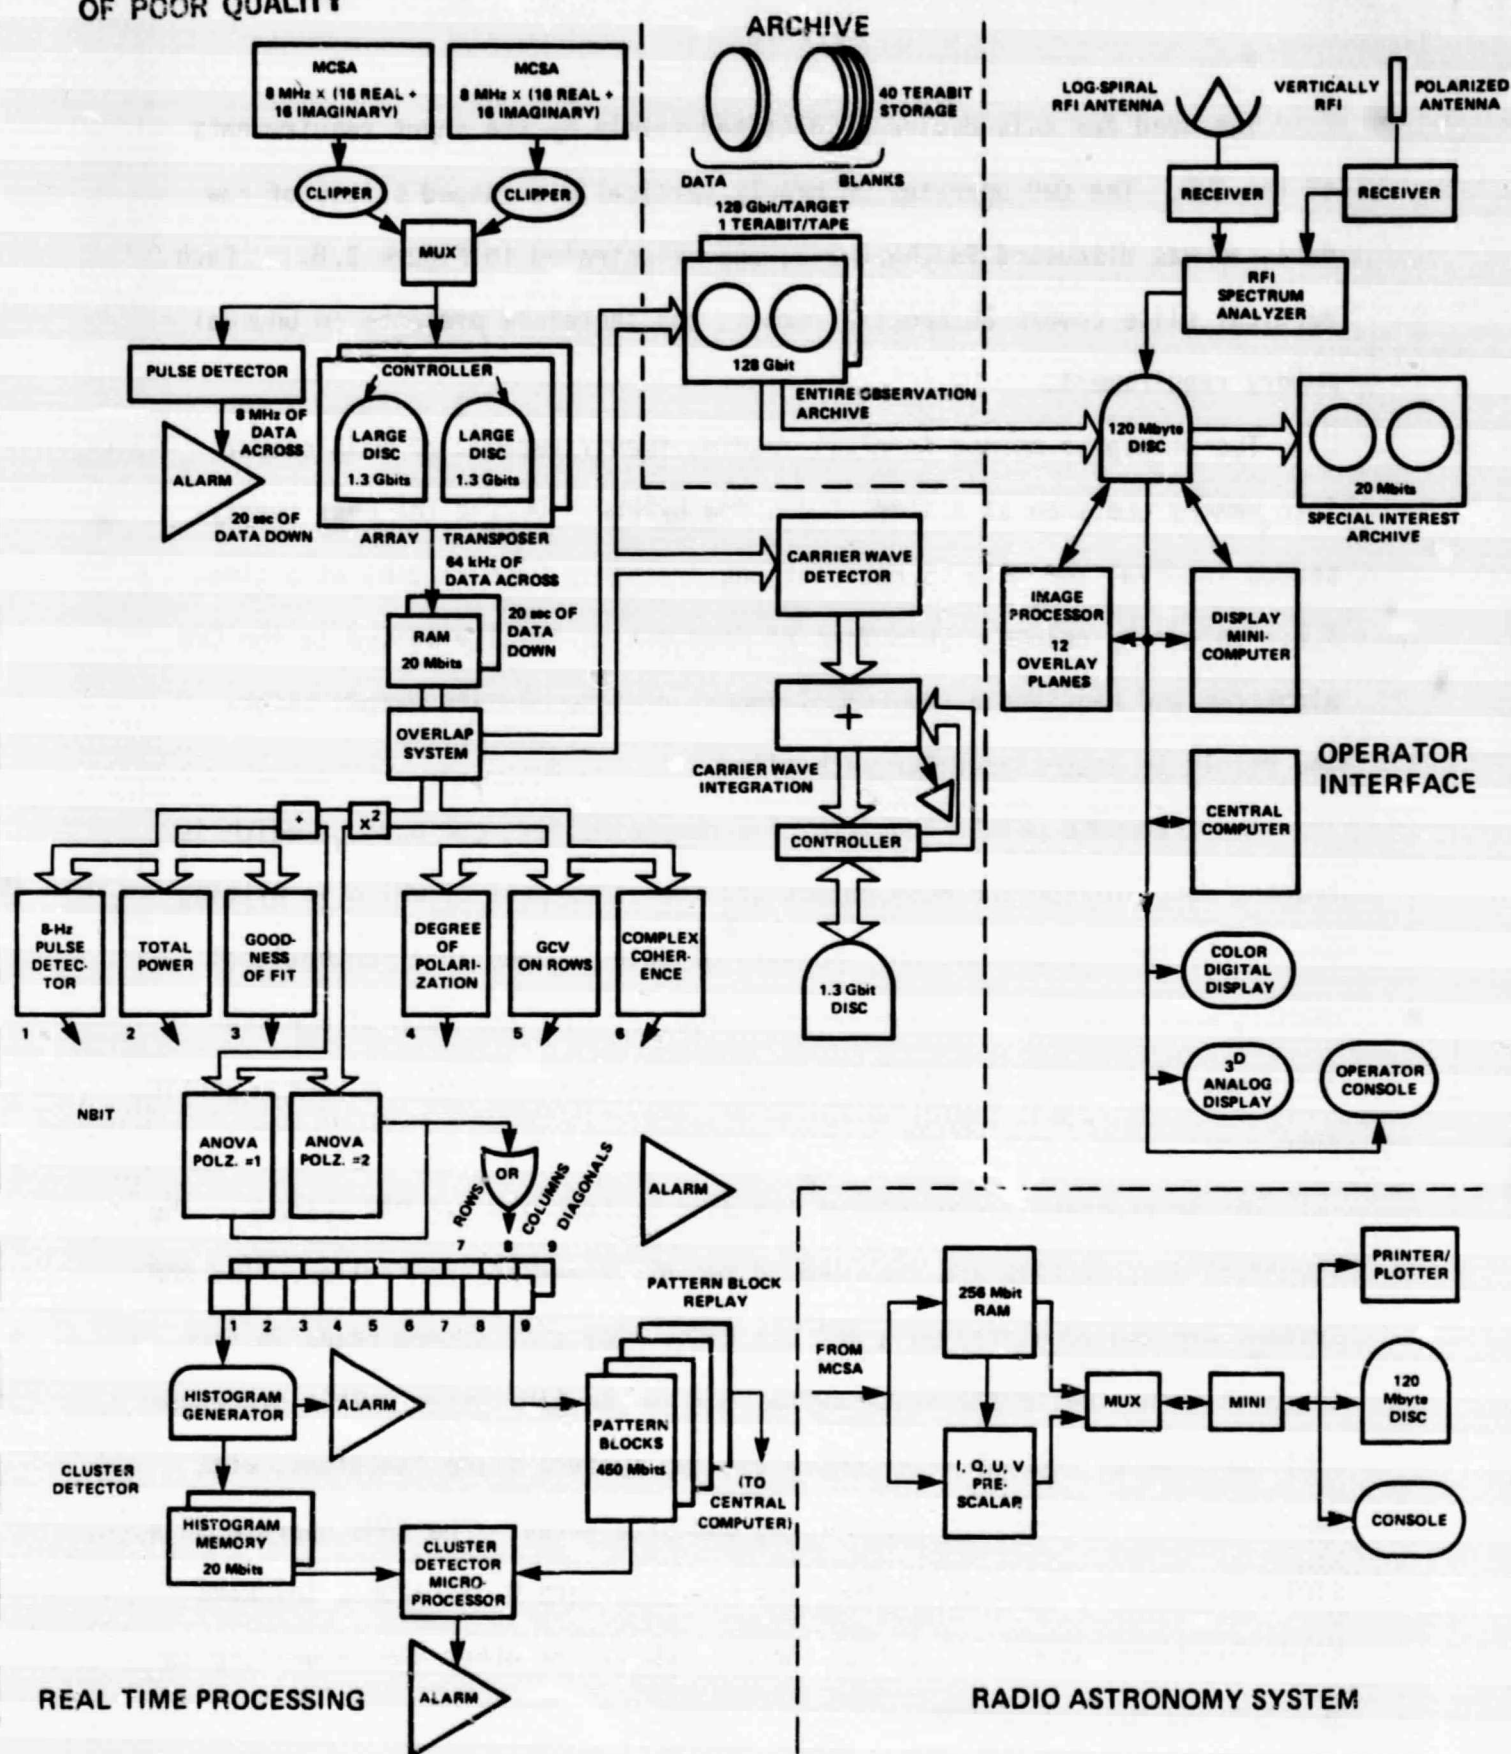 OF POOR QUALITY
MCSA
8 MHz × (16 REAL +
16 IMAGINARY)
MCSA
8 MHz × (16 REAL +
16 IMAGINARY)
CLIPPER
CLIPPER
MUX
PULSE DETECTOR
8 MHz OF
DATA
ACROSS
ALARM
20 sec OF
DATA DOWN
CONTROLLER
LARGE
DISC
1.3 Gbits
LARGE
DISC
1.3 Gbits
ARRAY TRANSPOSER
64 kHz OF
DATA ACROSS
RAM
20 Mbits
20 sec OF
DATA
DOWN
OVERLAP
SYSTEM
+
X2
8-Hz
PULSE
DETEC-
TOR
TOTAL
POWER
GOOD-
NESS
OF FIT
DEGREE
OF
POLARI-
ZATION
GCV
ON ROWS
COMPLEX
COHER-
ENCE
1 2 3 4 5 6
NBIT
ANOVA
POLZ. =1
ANOVA
POLZ. =2
OR
ROWS
COLUMNS
DIAGONALS
7 8 9
ALARM
1 2 3 4 5 6 7 8 9
PATTERN BLOCK
REPLAY
HISTOGRAM
GENERATOR
ALARM
PATTERN
BLOCKS
450 Mbits
(TO
CENTRAL
COMPUTER)
CLUSTER
DETECTOR
HISTOGRAM
MEMORY
20 Mbits
CLUSTER
DETECTOR
MICRO-
PROCESSOR
ALARM
REAL TIME PROCESSING
ARCHIVE
40 TERABIT
STORAGE
DATA BLANKS
128 Gbit/TARGET
1 TERABIT/TAPE
128 Gbit
ENTIRE OBSERVATION
ARCHIVE
CARRIER WAVE
DETECTOR
+
CARRIER WAVE
INTEGRATION
CONTROLLER
1.3 Gbit
DISC
LOG-SPIRAL
RFI ANTENNA
VERTICALLY POLARIZED
RFI ANTENNA
RECEIVER
RECEIVER
RFI
SPECTRUM
ANALYZER
120 Mbyte
DISC
20 Mbits
SPECIAL INTEREST
ARCHIVE
IMAGE
PROCESSOR
12
OVERLAY
PLANES
DISPLAY
MINI-
COMPUTER
OPERATOR
INTERFACE
CENTRAL
COMPUTER
COLOR
DIGITAL
DISPLAY
3D
ANALOG
DISPLAY
OPERATOR
CONSOLE
FROM
MCSA
256 Mbit
RAM
I, Q, U, V
PRE-
SCALAR
MUX
MINI
PRINTER/
PLOTTER
120
Mbyte
DISC
CONSOLE
RADIO ASTRONOMY SYSTEM